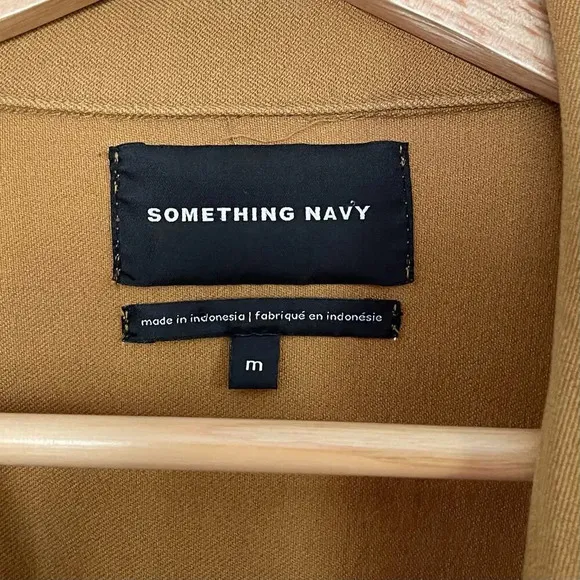 SOMETHING NAVY
made in indonesia | fabriqué en indonésie
m